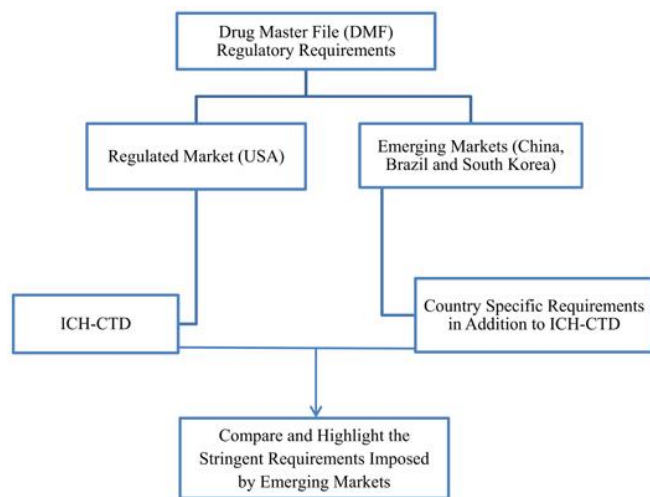 Drug Master File (DMF)
Regulatory Requirements
Regulated Market (USA)
Emerging Markets (China,
Brazil and South Korea)
ICH-CTD
Country Specific Requirements
in Addition to ICH-CTD
Compare and Highlight the
Stringent Requirements Imposed
by Emerging Markets